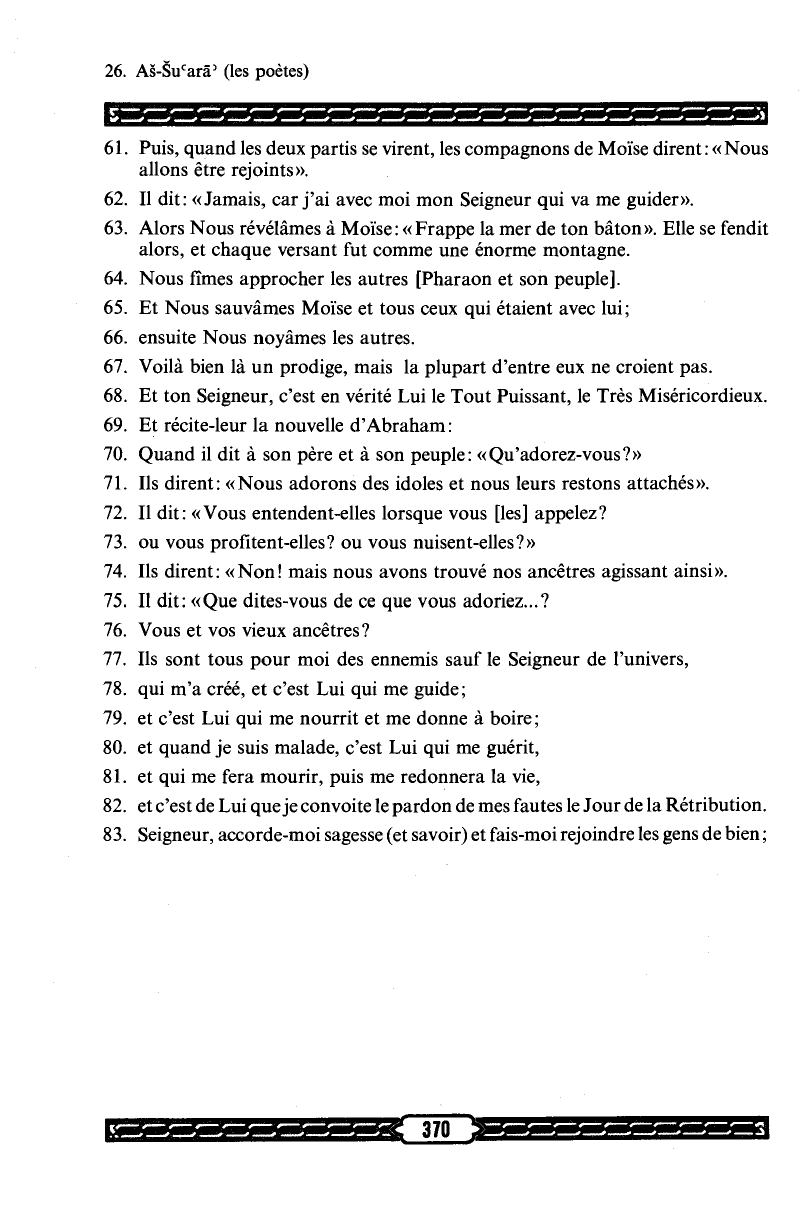 26. Aš-Šuʿarāʾ (les poètes)
61. Puis, quand les deux partis se virent, les compagnons de Moïse dirent: «Nous
allons être rejoints».
62. Il dit: «Jamais, car j'ai avec moi mon Seigneur qui va me guider».
63. Alors Nous révélâmes à Moïse: «Frappe la mer de ton bâton». Elle se fendit
alors, et chaque versant fut comme une énorme montagne.
64. Nous fîmes approcher les autres [Pharaon et son peuple].
65. Et Nous sauvâmes Moïse et tous ceux qui étaient avec lui;
66. ensuite Nous noyâmes les autres.
67. Voilà bien là un prodige, mais la plupart d'entre eux ne croient pas.
68. Et ton Seigneur, c'est en vérité Lui le Tout Puissant, le Très Miséricordieux.
69. Et récite-leur la nouvelle d'Abraham:
70. Quand il dit à son père et à son peuple: «Qu'adorez-vous?»
71. Ils dirent: «Nous adorons des idoles et nous leurs restons attachés».
72. Il dit: «Vous entendent-elles lorsque vous [les] appelez?
73. ou vous profitent-elles? ou vous nuisent-elles?»
74. Ils dirent: «Non! mais nous avons trouvé nos ancêtres agissant ainsi».
75. Il dit: «Que dites-vous de ce que vous adoriez...?
76. Vous et vos vieux ancêtres?
77. Ils sont tous pour moi des ennemis sauf le Seigneur de l'univers,
78. qui m'a créé, et c'est Lui qui me guide;
79. et c'est Lui qui me nourrit et me donne à boire;
80. et quand je suis malade, c'est Lui qui me guérit,
81. et qui me fera mourir, puis me redonnera la vie,
82. et c'est de Lui que je convoite le pardon de mes fautes le Jour de la Rétribution.
83. Seigneur, accorde-moi sagesse (et savoir) et fais-moi rejoindre les gens de bien;
370